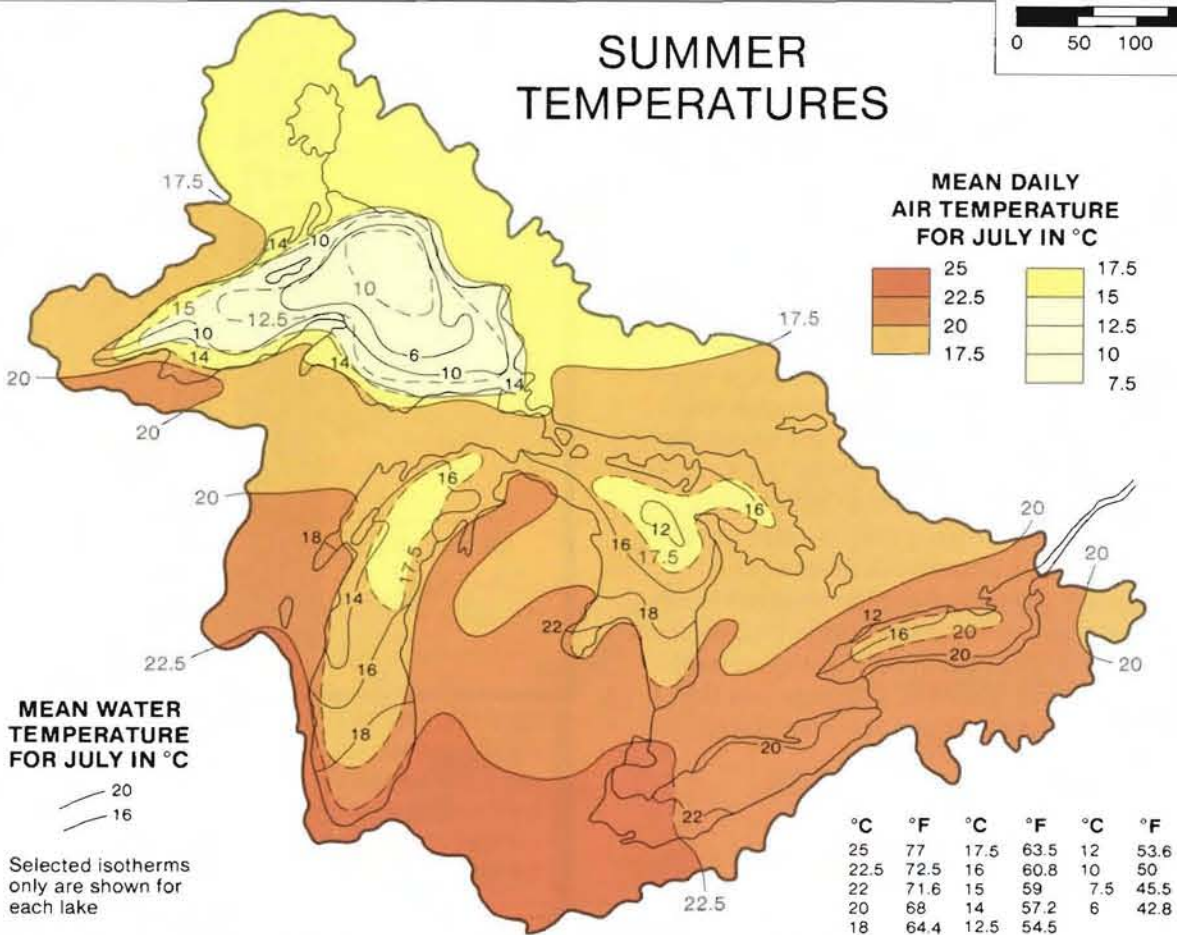 SUMMER
TEMPERATURES
0 50 100
MEAN DAILY
AIR TEMPERATURE
FOR JULY IN °C
25 17.5
22.5 15
20 12.5
17.5 10
7.5
17.5
14 10
15 10
12.5
10
14 6
14 10
14
17.5
20
20
20
16
16
12
18 16 17.5
17.5
20
20
14 18
12
22
16 20
20
20
22.5
16
18
20
22
22.5
MEAN WATER
TEMPERATURE
FOR JULY IN °C
20
16
Selected isotherms
only are shown for
each lake
°C °F °C °F °C °F
25 77 17.5 63.5 12 53.6
22.5 72.5 16 60.8 10 50
22 71.6 15 59 7.5 45.5
20 68 14 57.2 6 42.8
18 64.4 12.5 54.5